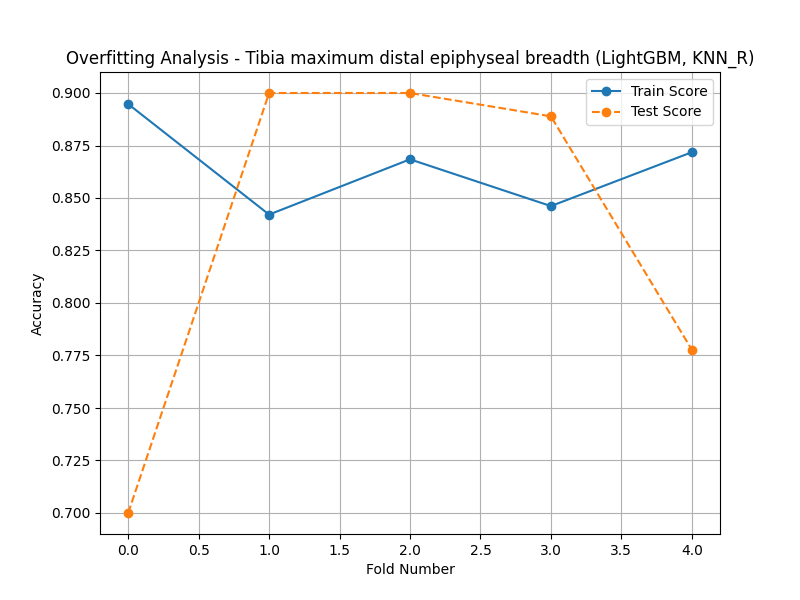 Overfitting Analysis - Tibia maximum distal epiphyseal breadth (LightGBM, KNN_R)
Train Score
Test Score
0.900
0.875
0.850
0.825
0.800
0.775
0.750
0.725
0.700
Accuracy
0.0 0.5 1.0 1.5 2.0 2.5 3.0 3.5 4.0
Fold Number